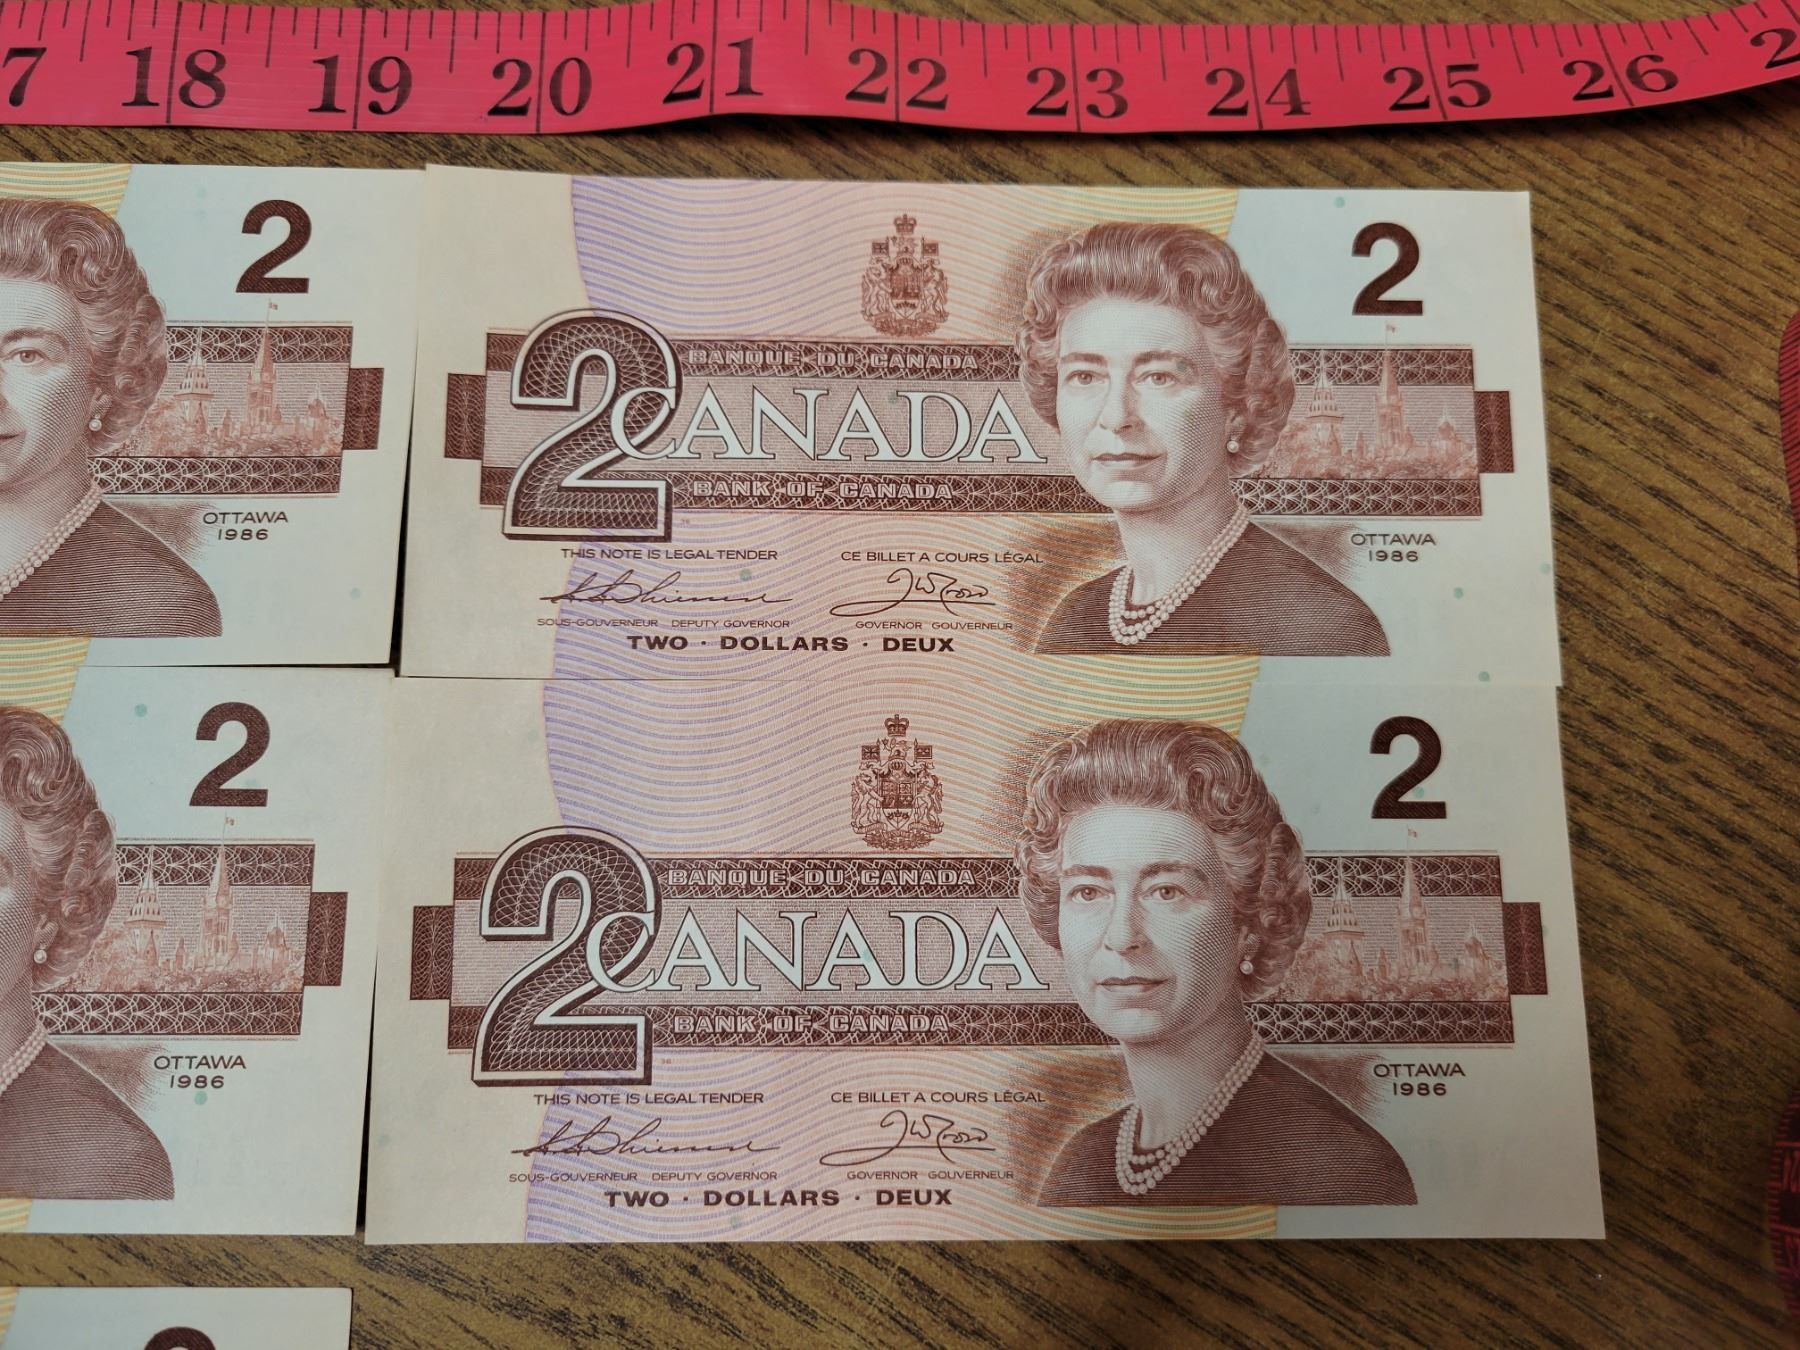 7 18 19 20 21 22 23 24 25 26 2
2
OTTAWA
1986
2
2
BANQUE DU CANADA
CANADA
BANK OF CANADA
THIS NOTE IS LEGAL TENDER CE BILLET A COURS LÉGAL
SOUS-GOUVERNEUR DEPUTY GOVERNOR GOVERNOR GOUVERNEUR
TWO · DOLLARS · DEUX
OTTAWA
1986
2
OTTAWA
1986
2
2
BANQUE DU CANADA
CANADA
BANK OF CANADA
THIS NOTE IS LEGAL TENDER CE BILLET A COURS LÉGAL
SOUS-GOUVERNEUR DEPUTY GOVERNOR GOVERNOR GOUVERNEUR
TWO · DOLLARS · DEUX
OTTAWA
1986